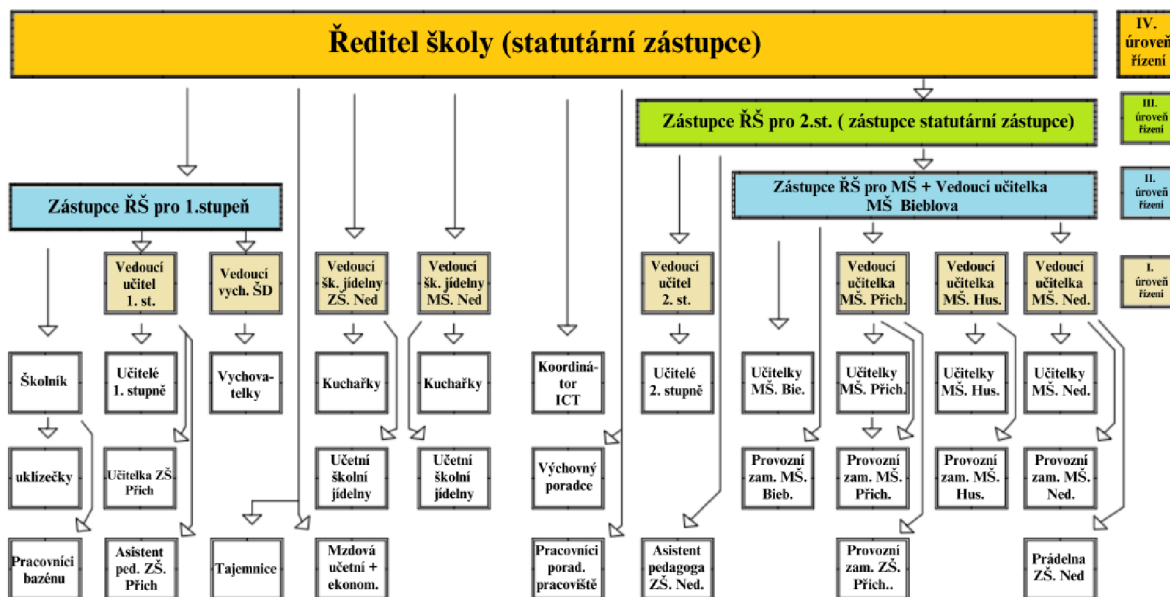 Ředitel školy (statutární zástupce)
IV.
úroveň
řízení
Zástupce ŘŠ pro 2.st. ( zástupce statutární zástupce)
III.
úroveň
řízení
Zástupce ŘŠ pro 1.stupeň
Zástupce ŘŠ pro MŠ + Vedoucí učitelka
MŠ Bieblova
II.
úroveň
řízení
Vedoucí
učitel
1. st.
Vedoucí
vych. ŠD
Vedoucí
šk. jídelny
ZŠ. Ned
Vedoucí
šk. jídelny
MŠ. Ned
Vedoucí
učitel
2. st.
Vedoucí
učitelka
MŠ. Přich.
Vedoucí
učitelka
MŠ. Hus.
Vedoucí
učitelka
MŠ. Ned.
I.
úroveň
řízení
Školník
Učitelé
1. stupně
Vychova-
telky
Kuchařky
Kuchařky
Koordiná-
tor
ICT
Učitelé
2. stupně
Učitelky
MŠ. Bie.
Učitelky
MŠ. Přich.
Učitelky
MŠ. Hus.
Učitelky
MŠ. Ned.
uklízečky
Učitelka ZŠ
Přich
Učetní
školní
jídelny
Učetní
školní
jídelny
Výchovný
poradce
Provozní
zam. MŠ.
Bieb.
Provozní
zam. MŠ.
Přich.
Provozní
zam. MŠ.
Hus.
Provozní
zam. MŠ.
Ned.
Pracovníci
bazénu
Asistent
ped. ZŠ.
Přich
Tajemnice
Mzdová
učetní +
ekonom.
Pracovníci
porad.
pracoviště
Asistent
pedagoga
ZŠ. Ned.
Provozní
zam. ZŠ.
Přich..
Prádelna
ZŠ. Ned